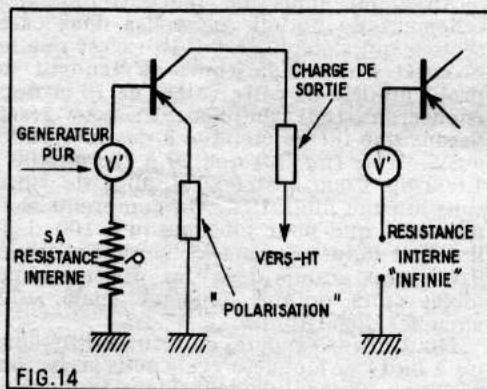 GENERATEUR
PUR
V'
SA
RESISTANCE
INTERNE
ρ
CHARGE DE
SORTIE
VERS-HT
"POLARISATION"
V'
RESISTANCE
INTERNE
"INFINIE"
FIG.14